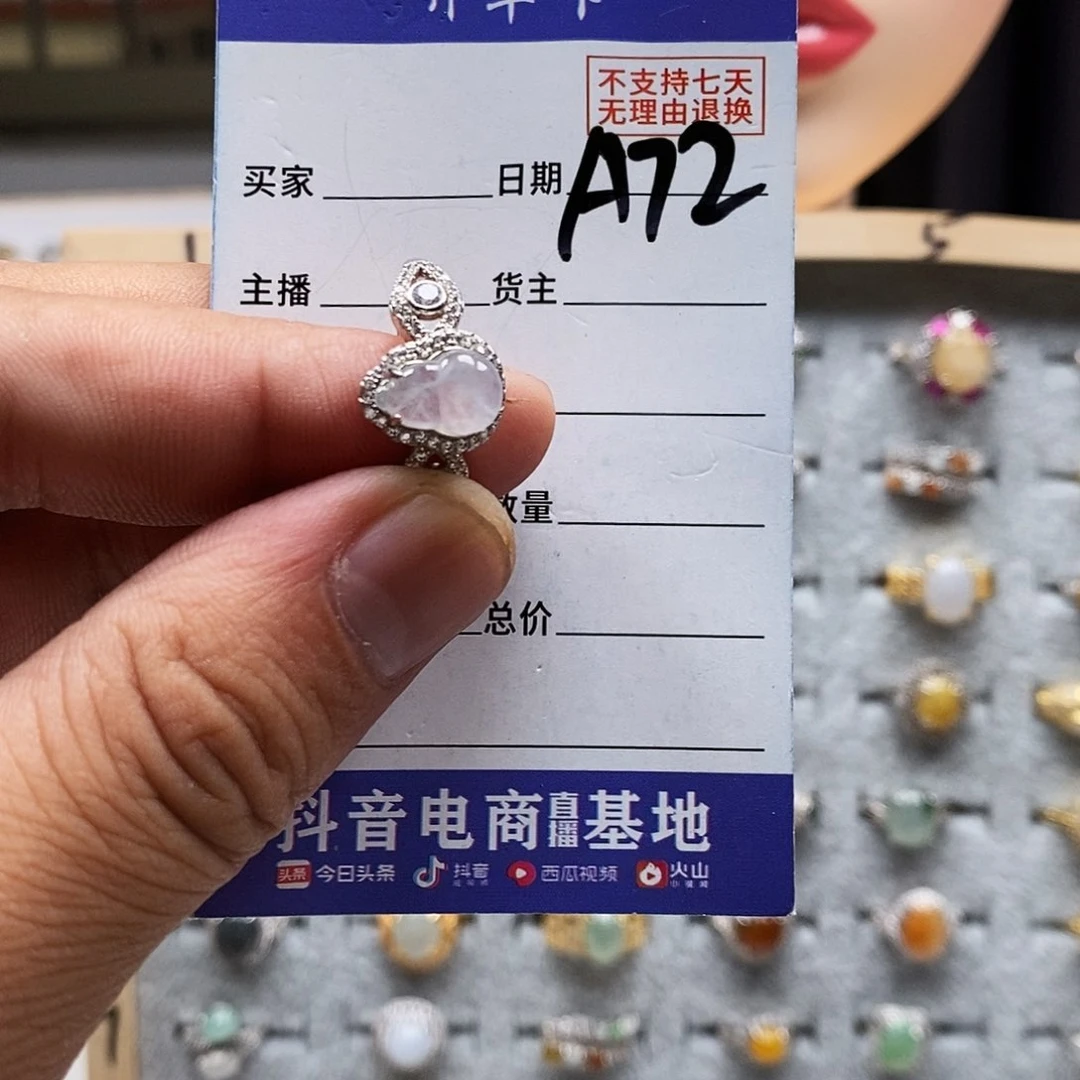 不支持七天
无理由退换
买家 日期 A72
主播 货主
数量
总价
抖音电商直播基地
头条 今日头条 抖音 西瓜视频 火山